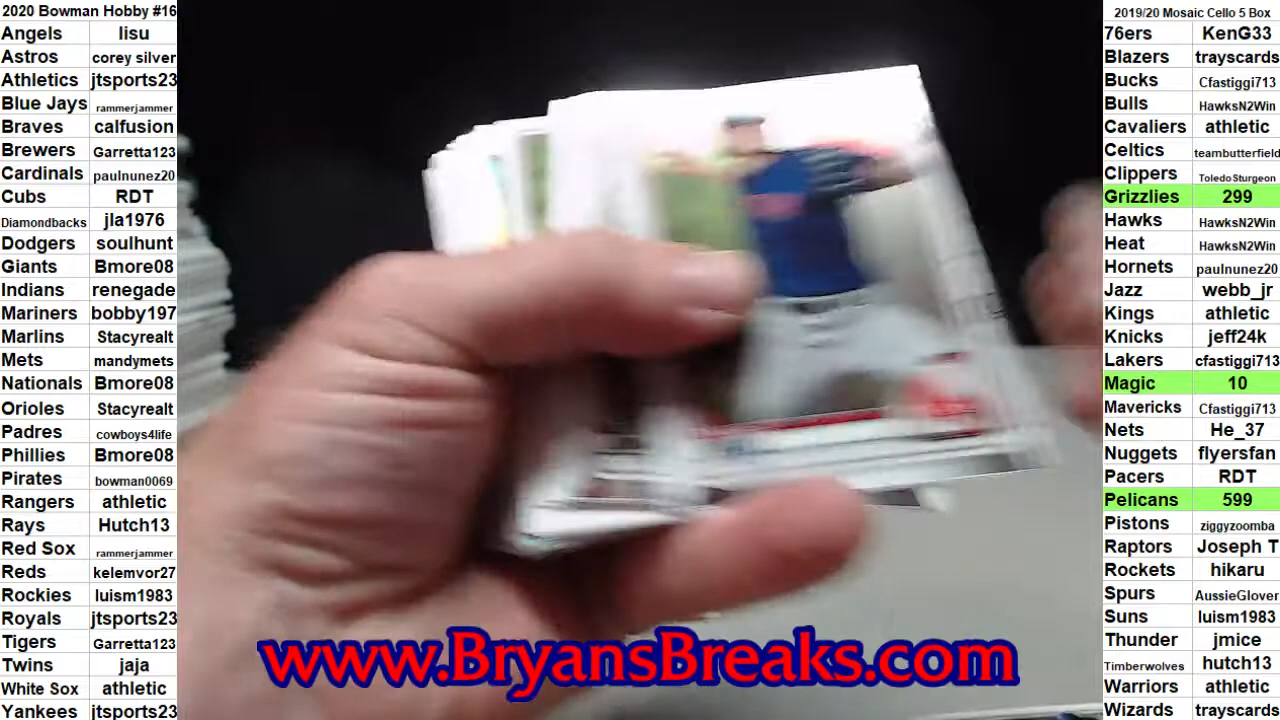 2020 Bowman Hobby #16
Angels lisu
Astros corey silver
Athletics jtsports23
Blue Jays rammerjammer
Braves calfusion
Brewers Garretta123
Cardinals paulnunez20
Cubs RDT
Diamondbacks jla1976
Dodgers soulhunt
Giants Bmore08
Indians renegade
Mariners bobby197
Marlins Stacyrealt
Mets mandymets
Nationals Bmore08
Orioles Stacyrealt
Padres cowboys4life
Phillies Bmore08
Pirates bowman0069
Rangers athletic
Rays Hutch13
Red Sox rammerjammer
Reds kelemvor27
Rockies luism1983
Royals jtsports23
Tigers Garretta123
Twins jaja
White Sox athletic
Yankees jtsports23
www.BryansBreaks.com
2019/20 Mosaic Cello 5 Box
76ers KenG33
Blazers trayscards
Bucks Cfastiggi713
Bulls HawksN2Win
Cavaliers athletic
Celtics teambutterfield
Clippers Toledo Sturgeon
Grizzlies 299
Hawks HawksN2Win
Heat HawksN2Win
Hornets paulnunez20
Jazz webb_jr
Kings athletic
Knicks jeff24k
Lakers cfastiggi713
Magic 10
Mavericks Cfastiggi713
Nets He_37
Nuggets flyersfan
Pacers RDT
Pelicans 599
Pistons ziggyzoomba
Raptors Joseph T
Rockets hikaru
Spurs AussieGlover
Suns luism1983
Thunder jmice
Timberwolves hutch13
Warriors athletic
Wizards trayscards